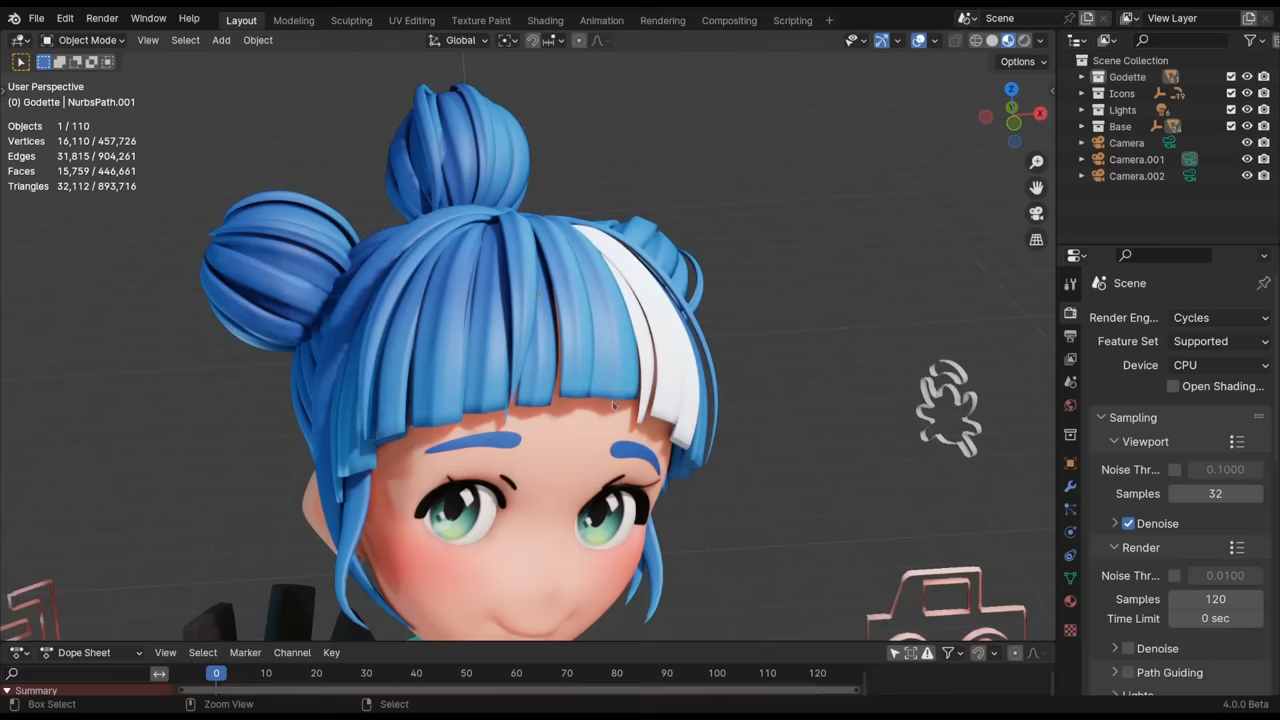 File Edit Render Window Help Layout Modeling Sculpting UV Editing Texture Paint Shading Animation Rendering Compositing Scripting + Scene View Layer
Object Mode View Select Add Object Global
Options
User Perspective
(0) Godette | NurbsPath.001
Objects 1 / 110
Vertices 16,110 / 457,726
Edges 31,815 / 904,261
Faces 15,759 / 446,661
Triangles 32,112 / 893,716
Z
Y
X
Scene Collection
Godette 61
Icons 19
Lights 6
Base
Camera
Camera.001
Camera.002
Scene
Render Eng... Cycles
Feature Set Supported
Device CPU
Open Shading...
Sampling
Viewport
Noise Thr... 0.1000
Samples 32
Denoise
Render
Noise Thr... 0.0100
Samples 120
Time Limit 0 sec
Denoise
Path Guiding
Lights
Dope Sheet View Select Marker Channel Key
0 10 20 30 40 50 60 70 80 90 100 110 120
Summary
Box Select Zoom View Select 4.0.0 Beta